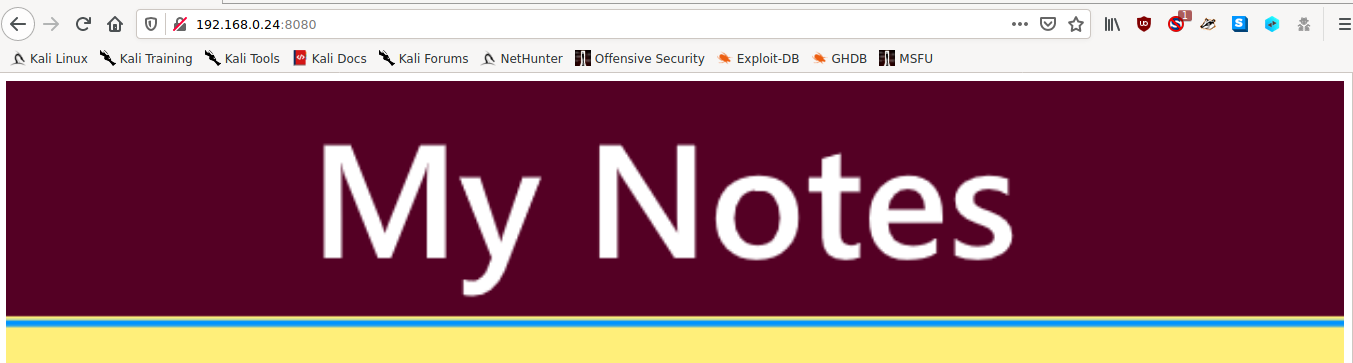 192.168.0.24:8080
1
Kali Linux Kali Training Kali Tools Kali Docs Kali Forums NetHunter Offensive Security Exploit-DB GHDB MSFU
My Notes